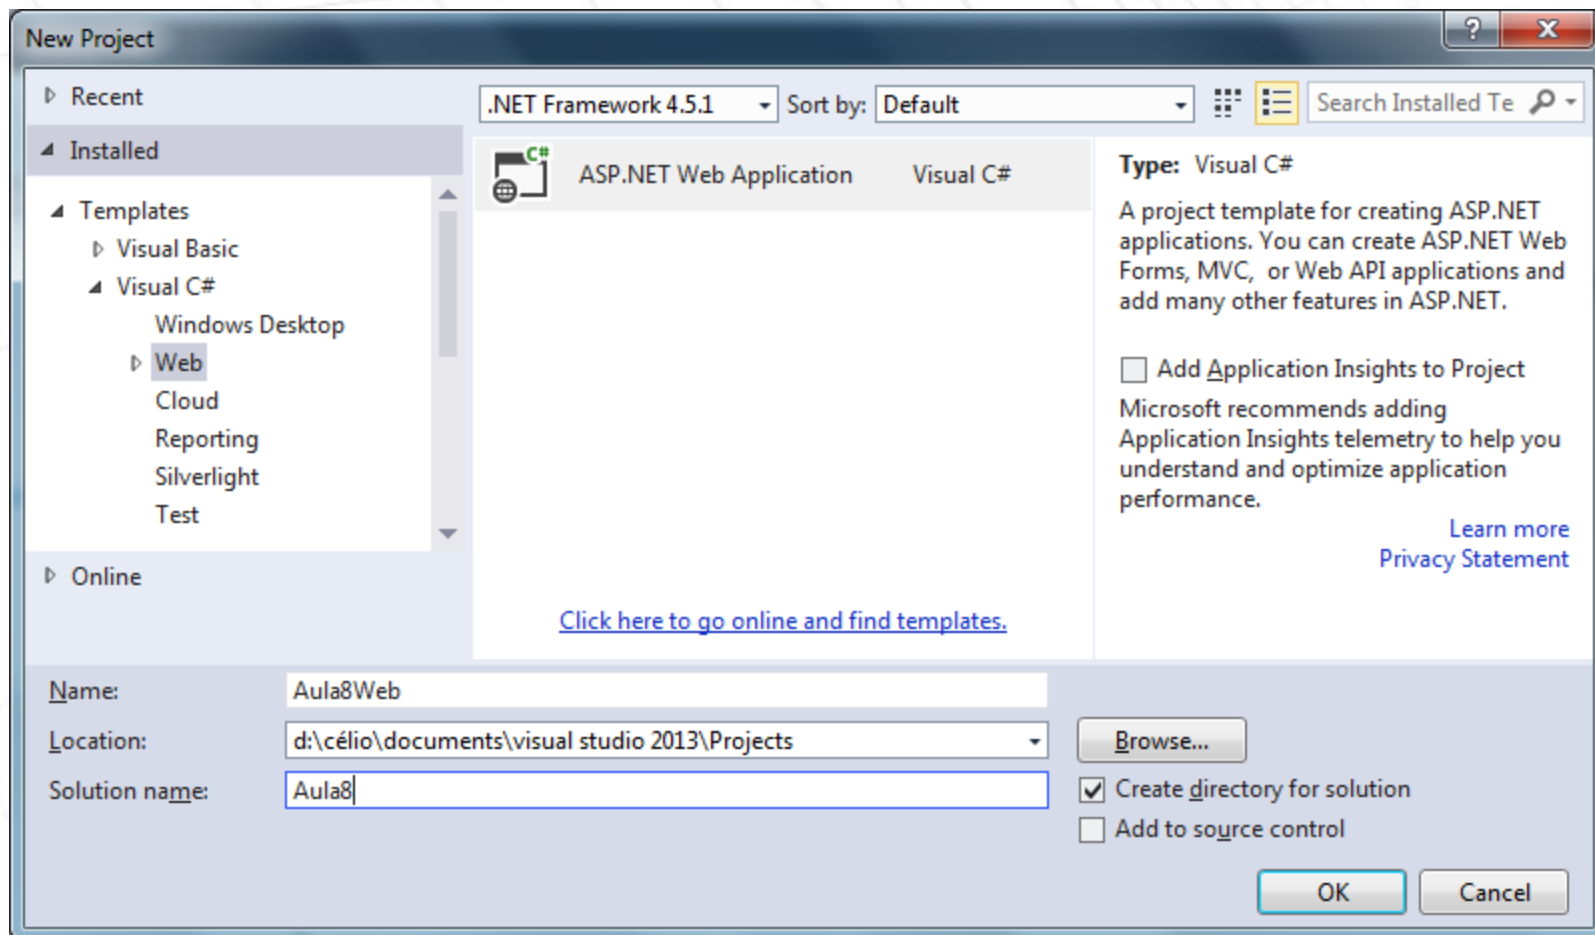 New Project
?
Recent
Installed
Templates
Visual Basic
Visual C#
Windows Desktop
Web
Cloud
Reporting
Silverlight
Test
Online
.NET Framework 4.5.1
Sort by: Default
Search Installed Te
C#
ASP.NET Web Application Visual C#
Click here to go online and find templates.
Type: Visual C#
A project template for creating ASP.NET
applications. You can create ASP.NET Web
Forms, MVC, or Web API applications and
add many other features in ASP.NET.
Add Application Insights to Project
Microsoft recommends adding
Application Insights telemetry to help you
understand and optimize application
performance.
Learn more
Privacy Statement
Name: Aula8Web
Location: d:\célio\documents\visual studio 2013\Projects
Browse...
Solution name: Aula8
Create directory for solution
Add to source control
OK Cancel